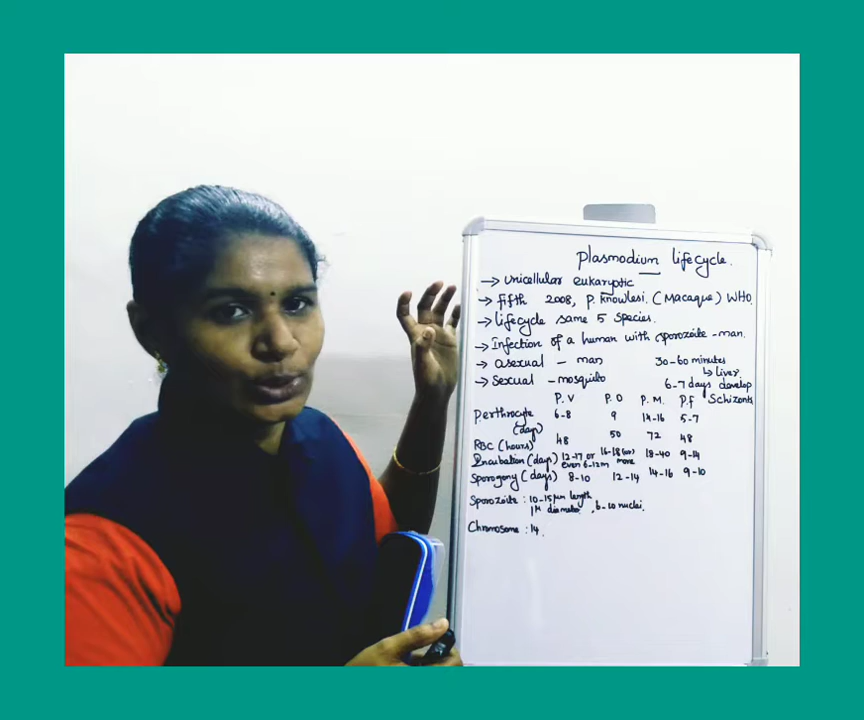 Plasmodium lifecycle.
→ unicellular eukaryotic
→ fifth 2008, P. knowlesi. (Macaque) WHO.
→ lifecycle same 5 species.
→ Infection of a human with sporozoite - man.
→ asexual - man 30-60 minutes
↳ liver
→ Sexual - mosquito 6-7 days develop
P.V P.O P.M. P.f Schizonts
Perthrocyte 6-8 9 14-16 5-7
(days)
RBC (hours) 48 50 72 48
Incubation (days) 12-17 or 16-18 (or) 18-40 9-14
even 6-12m more
Sporogony (days) 8-10 12-14 14-16 9-10
Sporozoite : 10-15µm length
1µ diameter, 6-10 nuclei.
Chromosome : 14.